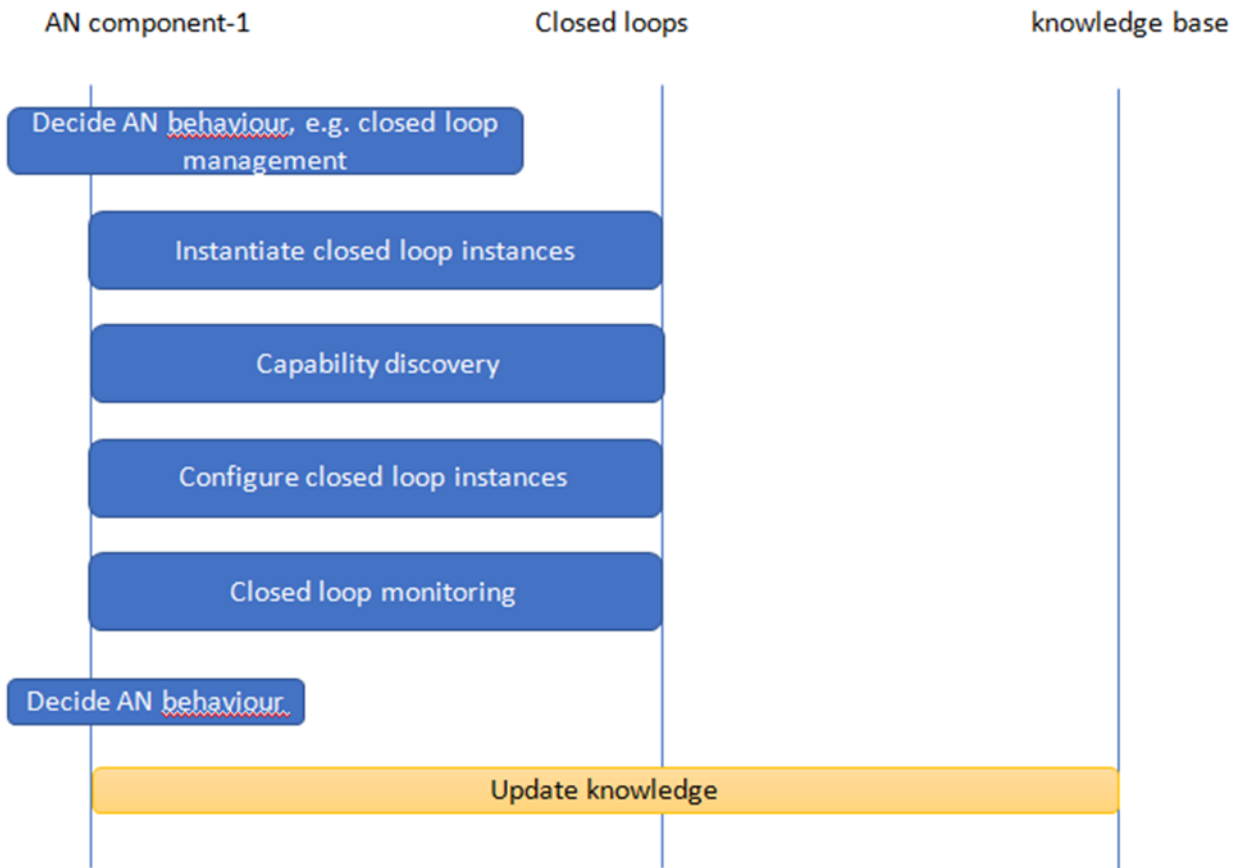 AN component-1
Closed loops
knowledge base
Decide AN behaviour, e.g. closed loop
management
Instantiate closed loop instances
Capability discovery
Configure closed loop instances
Closed loop monitoring
Decide AN behaviour
Update knowledge